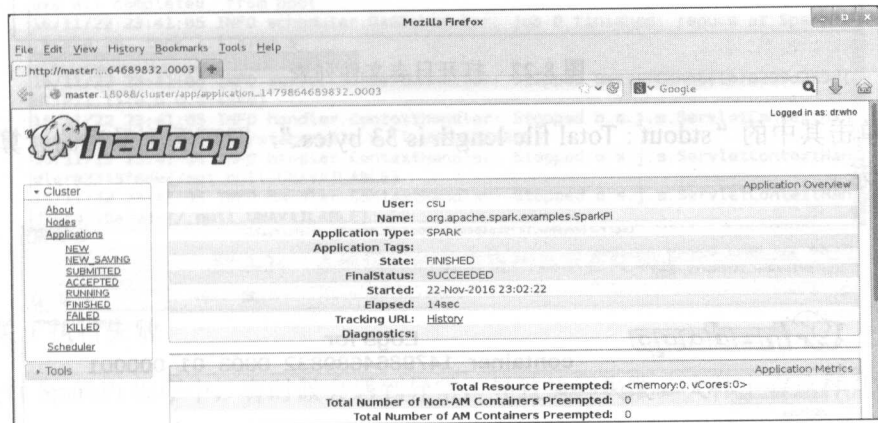 Mozilla Firefox
File Edit View History Bookmarks Tools Help
http://master...64689832_0003
master:18088/cluster/app/application_1479864689832_0003
Google
Logged in as: dr.who
hadoop
Cluster
About
Nodes
Applications
NEW
NEW_SAVING
SUBMITTED
ACCEPTED
RUNNING
FINISHED
FAILED
KILLED
Scheduler
Tools
Application Overview
User: csu
Name: org.apache.spark.examples.SparkPi
Application Type: SPARK
Application Tags:
State: FINISHED
FinalStatus: SUCCEEDED
Started: 22-Nov-2016 23:02:22
Elapsed: 14sec
Tracking URL: History
Diagnostics:
Application Metrics
Total Resource Preempted: <memory:0, vCores:0>
Total Number of Non-AM Containers Preempted: 0
Total Number of AM Containers Preempted: 0